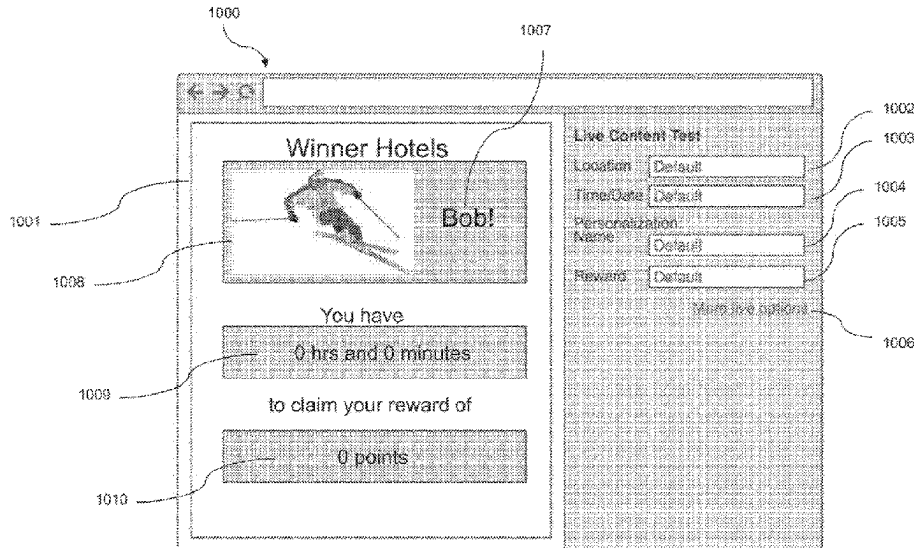 1000
1007
1002
1003
1004
1005
1006
1001
1008
1009
1010
Winner Hotels
Bob!
You have
0 hrs and 0 minutes
to claim your reward of
0 points
Live Content Test
Location Default
Time/Date Default
Personalization
Name Default
Reward Default
More live options